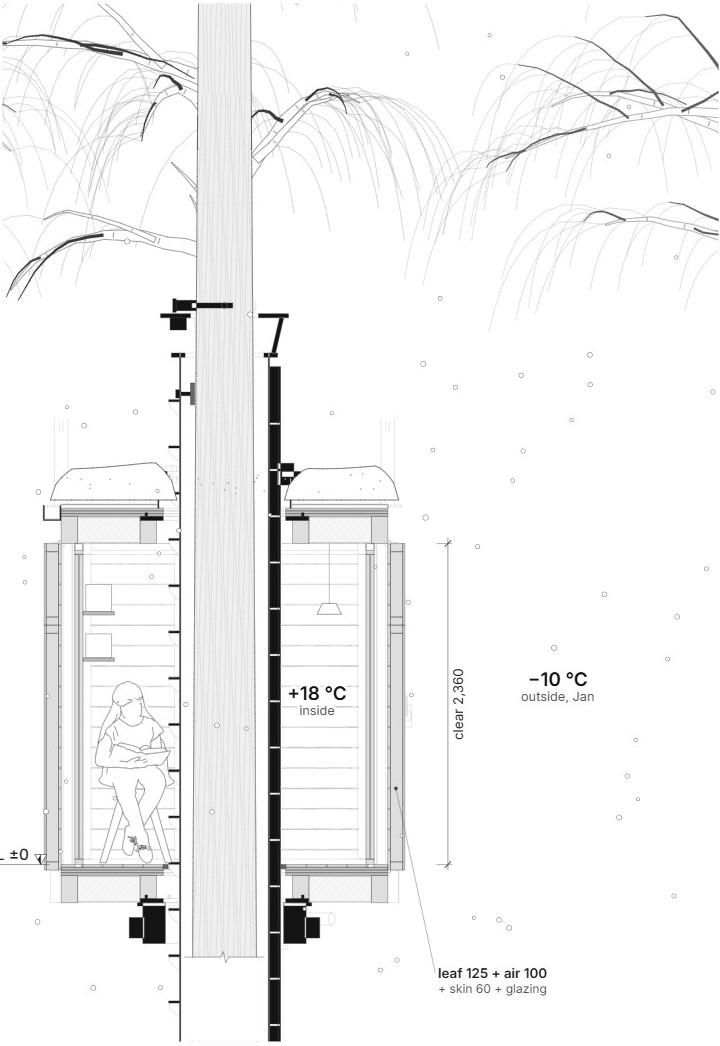 +18 °C
inside
−10 °C
outside, Jan
clear 2,360
±0
leaf 125 + air 100
+ skin 60 + glazing